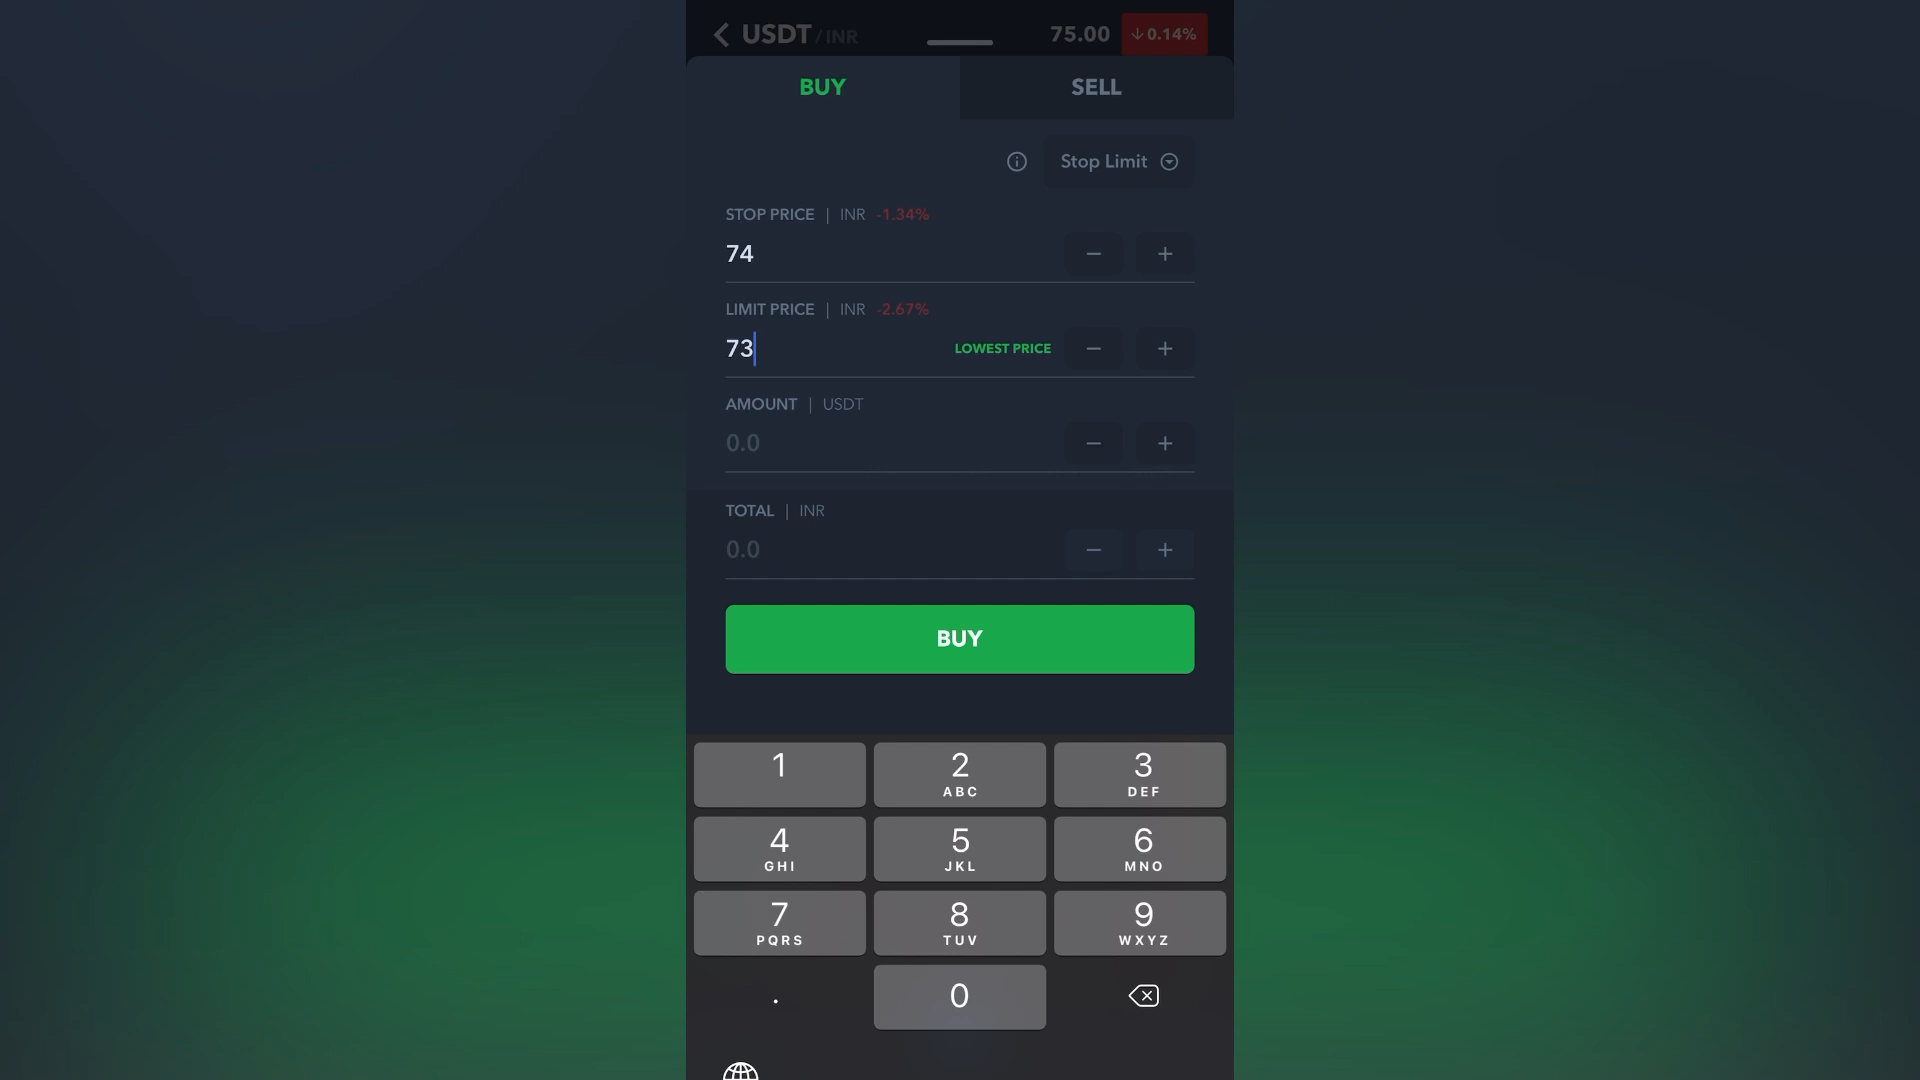 USDT / INR 75.00 ↓ 0.14%
BUY SELL
Stop Limit
STOP PRICE | INR -1.34%
74 − +
LIMIT PRICE | INR -2.67%
73 LOWEST PRICE − +
AMOUNT | USDT
0.0 − +
TOTAL | INR
0.0 − +
BUY
1 2 3
ABC DEF
4 5 6
GHI JKL MNO
7 8 9
PQRS TUV WXYZ
. 0